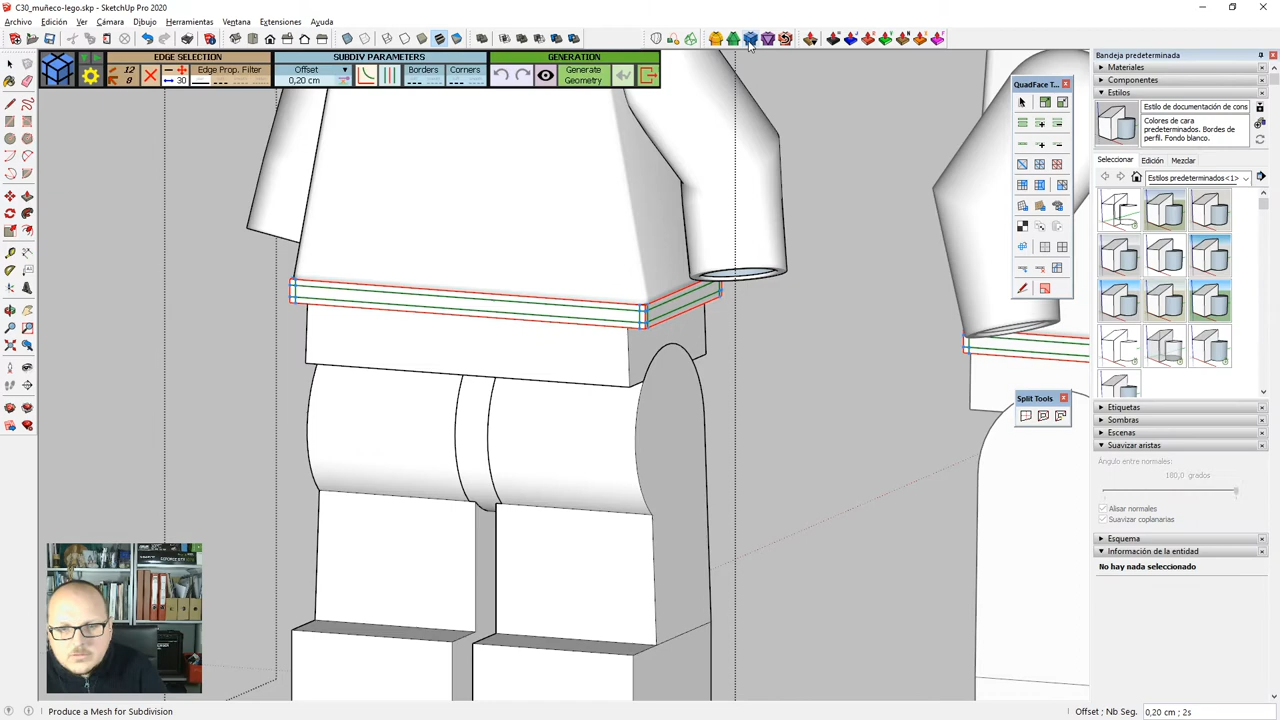 C30_muñeco-lego.skp - SketchUp Pro 2020
Archivo Edición Ver Cámara Dibujo Herramientas Ventana Extensiones Ayuda
EDGE SELECTION
SUBDIV PARAMETERS
GENERATION
12
0
30
Edge Prop. Filter
Offset
0,20 cm
Borders
Corners
Generate
Geometry
QuadFace T...
Split Tools
Bandeja predeterminada
Materiales
Componentes
Estilos
Estilo de documentación de cons
Colores de cara
predeterminados. Bordes de
perfil. Fondo blanco.
Seleccionar Edición Mezclar
Estilos predeterminados<1>
Etiquetas
Sombras
Escenas
Suavizar aristas
Ángulo entre normales:
180,0 grados
Alisar normales
Suavizar coplanarias
Esquema
Información de la entidad
No hay nada seleccionado
Produce a Mesh for Subdivision
Offset ; Nb Seg. 0,20 cm ; 2s